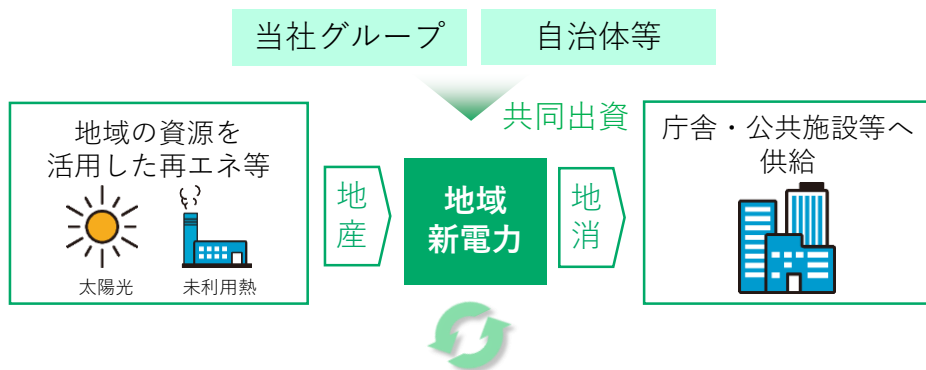 当社グループ
自治体等
共同出資
地域の資源を
活用した再エネ等
太陽光
未利用熱
地
産
地域
新電力
地
消
庁舎・公共施設等へ
供給